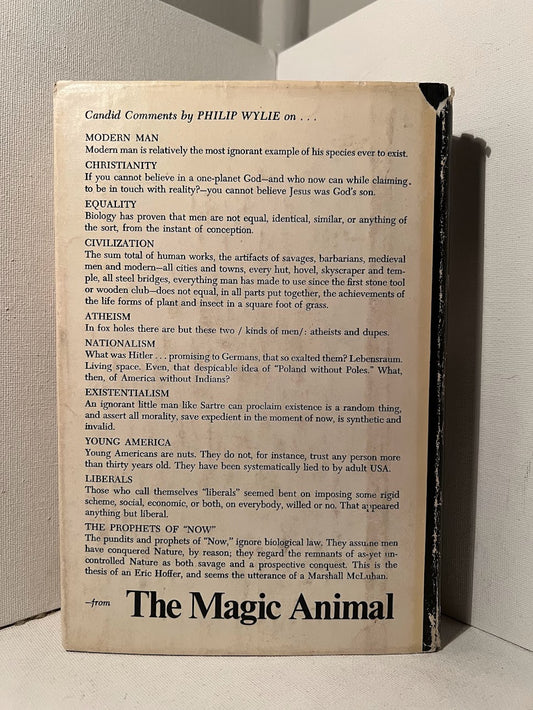 Candid Comments by PHILIP WYLIE on . . .
MODERN MAN
Modern man is relatively the most ignorant example of his species ever to exist.
CHRISTIANITY
If you cannot believe in a one-planet God—and who now can while claiming
to be in touch with reality?—you cannot believe Jesus was God's son.
EQUALITY
Biology has proven that men are not equal, identical, similar, or anything of
the sort, from the instant of conception.
CIVILIZATION
The sum total of human works, the artifacts of savages, barbarians, medieval
men and modern—all cities and towns, every hut, hovel, skyscraper and tem-
ple, all steel bridges, everything man has made to use since the first stone tool
or wooden club—does not equal, in all parts put together, the achievements of
the life forms of plant and insect in a square foot of grass.
ATHEISM
In fox holes there are but these two / kinds of men/: atheists and dupes.
NATIONALISM
What was Hitler . . . promising to Germans, that so exalted them? Lebensraum.
Living space. Even, that despicable idea of "Poland without Poles." What,
then, of America without Indians?
EXISTENTIALISM
An ignorant little man like Sartre can proclaim existence is a random thing,
and assert all morality, save expedient in the moment of now, is synthetic and
invalid.
YOUNG AMERICA
Young Americans are nuts. They do not, for instance, trust any person more
than thirty years old. They have been systematically lied to by adult USA.
LIBERALS
Those who call themselves "liberals" seemed bent on imposing some rigid
scheme, social, economic, or both, on everybody, willed or no. That appeared
anything but liberal.
THE PROPHETS OF "NOW"
The pundits and prophets of "Now," ignore biological law. They assume men
have conquered Nature, by reason; they regard the remnants of as-yet un-
controlled Nature as both savage and a prospective conquest. This is the
thesis of an Eric Hoffer, and seems the utterance of a Marshall McLuhan.
—from The Magic Animal